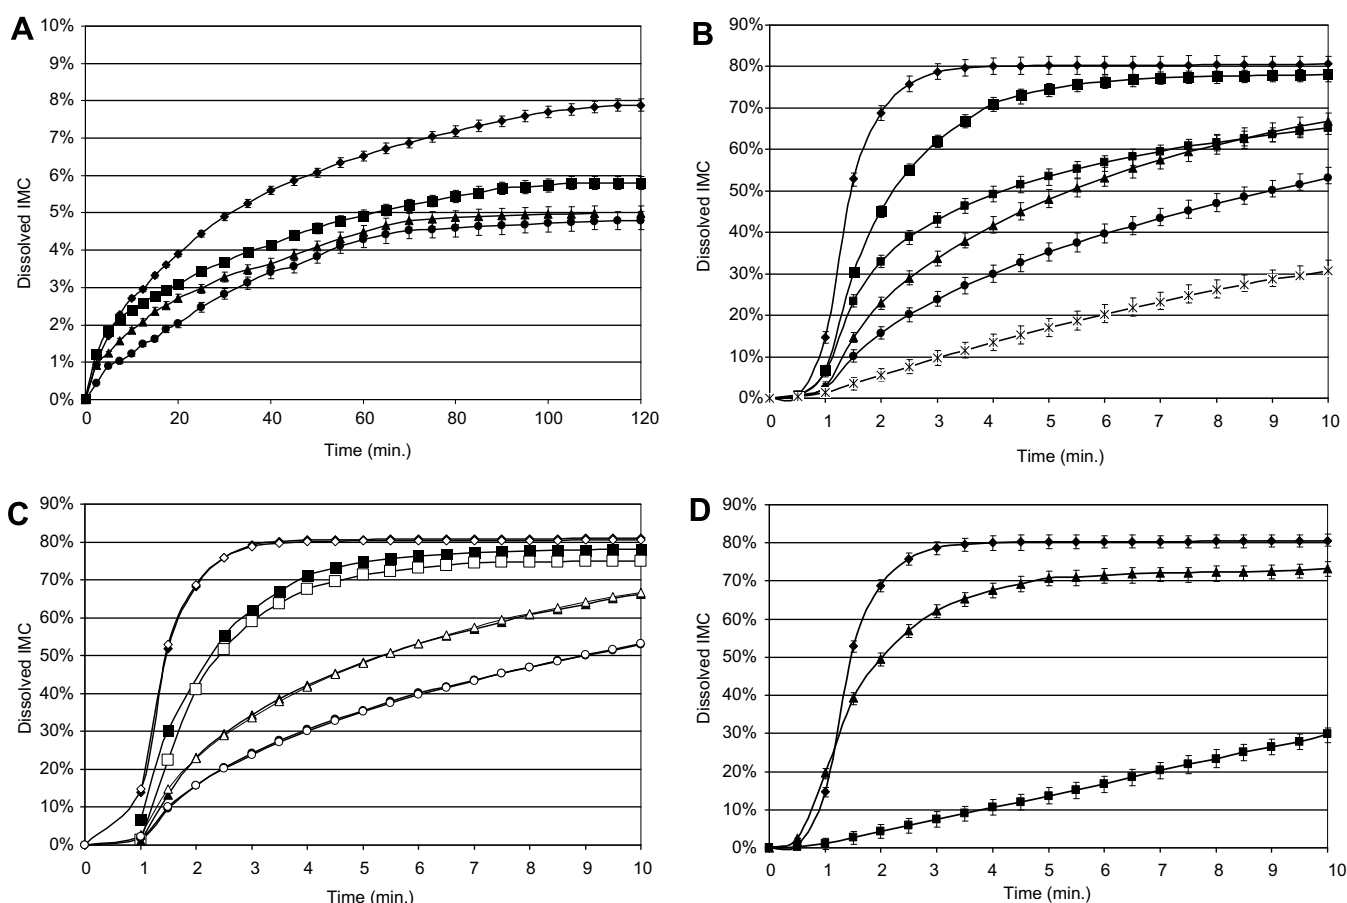 A
10%
9%
8%
7%
6%
5%
4%
3%
2%
1%
0%
Dissolved IMC
0 20 40 60 80 100 120
Time (min.)
B
90%
80%
70%
60%
50%
40%
30%
20%
10%
0%
Dissolved IMC
0 1 2 3 4 5 6 7 8 9 10
Time (min.)
C
90%
80%
70%
60%
50%
40%
30%
20%
10%
0%
Dissolved IMC
0 1 2 3 4 5 6 7 8 9 10
Time (min.)
D
90%
80%
70%
60%
50%
40%
30%
20%
10%
0%
Dissolved IMC
0 1 2 3 4 5 6 7 8 9 10
Time (min.)